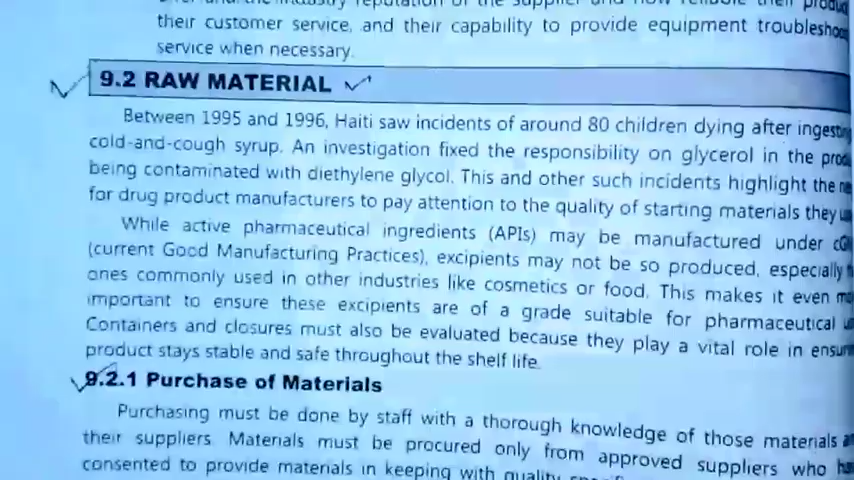 their customer service, and their capability to provide equipment
service when necessary.
9.2 RAW MATERIAL
Between 1995 and 1996, Haiti saw incidents of around 80 children dying after
cold-and-cough syrup. An investigation fixed the responsibility on glycerol in the
being contaminated with diethylene glycol. This and other such incidents highlight the
for drug product manufacturers to pay attention to the quality of starting materials they
While active pharmaceutical ingredients (APIs) may be manufactured under
(current Good Manufacturing Practices), excipients may not be so produced, especially
ones commonly used in other industries like cosmetics or food. This makes it even
important to ensure these excipients are of a grade suitable for pharmaceutical
Containers and closures must also be evaluated because they play a vital role in
product stays stable and safe throughout the shelf life.
9.2.1 Purchase of Materials
Purchasing must be done by staff with a thorough knowledge of those materials
their suppliers. Materials must be procured only from approved suppliers who
consented to provide materials in keeping with quality